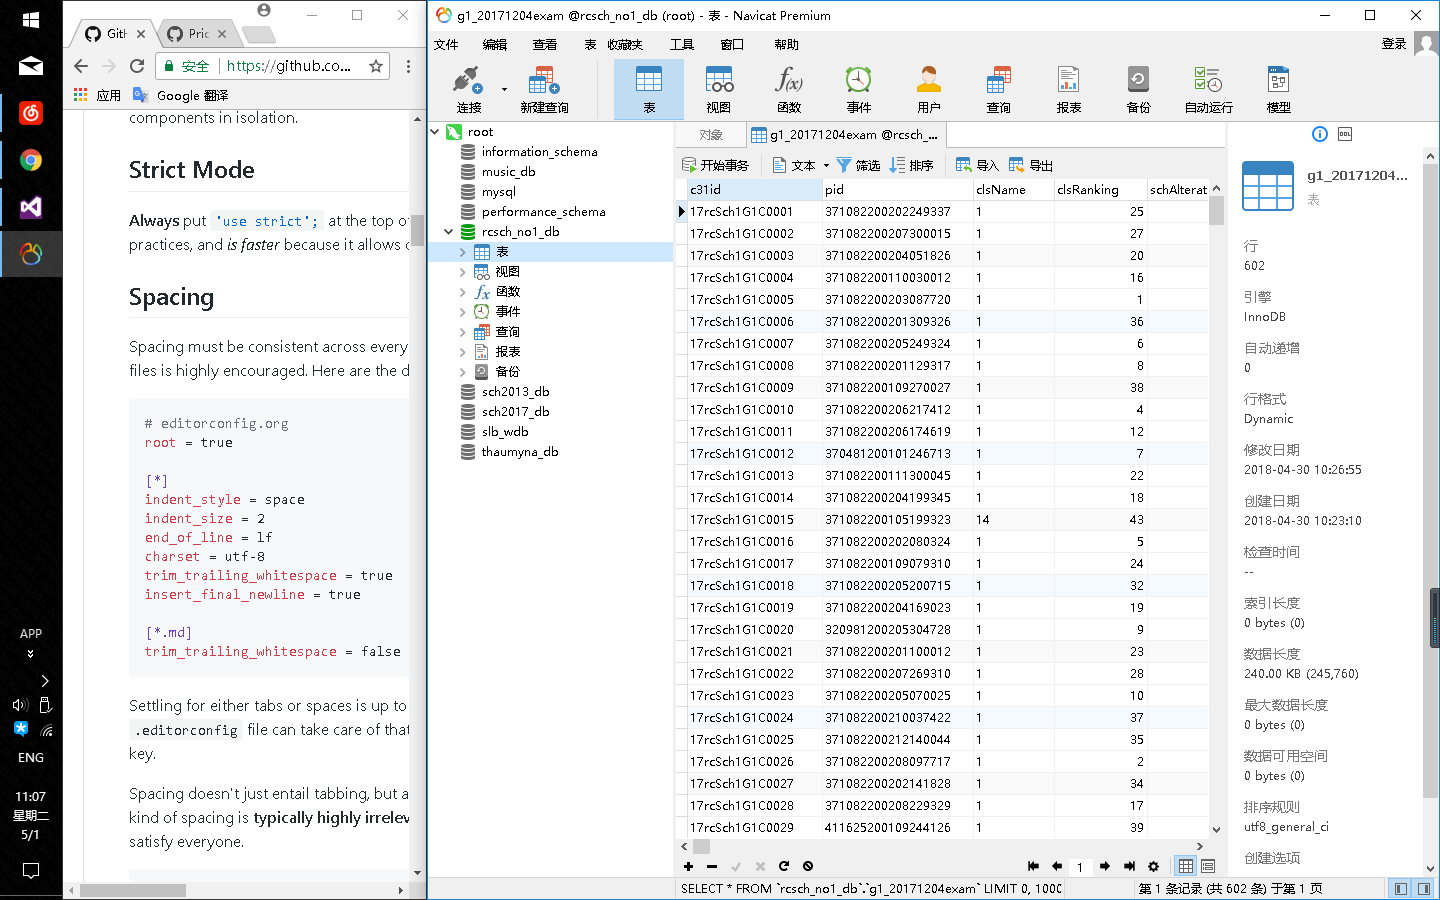 APP
ENG
11:07
星期二
5/1
GitH
Pric
安全
https://github.co...
应用
Google 翻译
components in isolation.
Strict Mode
Always put 'use strict'; at the top o
practices, and is faster because it allows
Spacing
Spacing must be consistent across every
files is highly encouraged. Here are the d
# editorconfig.org
root = true
[*]
indent_style = space
indent_size = 2
end_of_line = lf
charset = utf-8
trim_trailing_whitespace = true
insert_final_newline = true
[*.md]
trim_trailing_whitespace = false
Settling for either tabs or spaces is up to
.editorconfig file can take care of that
key.
Spacing doesn't just entail tabbing, but a
kind of spacing is typically highly irrelev
satisfy everyone.
g1_20171204exam @rcsch_no1_db (root) - 表 - Navicat Premium
文件 编辑 查看 表 收藏夹 工具 窗口 帮助 登录
连接 新建查询 表 视图 函数 事件 用户 查询 报表 备份 自动运行 模型
root
information_schema
music_db
mysql
performance_schema
rcsch_no1_db
表
视图
函数
事件
查询
报表
备份
sch2013_db
sch2017_db
slb_wdb
thaumyna_db
对象 g1_20171204exam @rcsch_...
开始事务 文本 筛选 排序 导入 导出
c31id pid clsName clsRanking schAlterat
17rcSch1G1C0001 371082200202249337 1 25
17rcSch1G1C0002 371082200207300015 1 27
17rcSch1G1C0003 371082200204051826 1 20
17rcSch1G1C0004 371082200110030012 1 16
17rcSch1G1C0005 371082200203087720 1 1
17rcSch1G1C0006 371082200201309326 1 36
17rcSch1G1C0007 371082200205249324 1 6
17rcSch1G1C0008 371082200201129317 1 8
17rcSch1G1C0009 371082200109270027 1 38
17rcSch1G1C0010 371082200206217412 1 4
17rcSch1G1C0011 371082200206174619 1 12
17rcSch1G1C0012 370481200101246713 1 7
17rcSch1G1C0013 371082200111300045 1 22
17rcSch1G1C0014 371082200204199345 1 18
17rcSch1G1C0015 371082200105199323 14 43
17rcSch1G1C0016 371082200202080324 1 5
17rcSch1G1C0017 371082200109079310 1 24
17rcSch1G1C0018 371082200205200715 1 32
17rcSch1G1C0019 371082200204169023 1 19
17rcSch1G1C0020 320981200205304728 1 9
17rcSch1G1C0021 371082200201100012 1 23
17rcSch1G1C0022 371082200207269310 1 28
17rcSch1G1C0023 371082200205070025 1 10
17rcSch1G1C0024 371082200210037422 1 37
17rcSch1G1C0025 371082200212140044 1 35
17rcSch1G1C0026 371082200208097717 1 2
17rcSch1G1C0027 371082200202141828 1 34
17rcSch1G1C0028 371082200208229329 1 17
17rcSch1G1C0029 411625200109244126 1 39
1
SELECT * FROM `rcsch_no1_db`.`g1_20171204exam` LIMIT 0, 1000
第 1 条记录 (共 602 条) 于第 1 页
DDL
g1_20171204...
表
行
602
引擎
InnoDB
自动递增
0
行格式
Dynamic
修改日期
2018-04-30 10:26:55
创建日期
2018-04-30 10:23:10
检查时间
--
索引长度
0 bytes (0)
数据长度
240.00 KB (245,760)
最大数据长度
0 bytes (0)
数据可用空间
0 bytes (0)
排序规则
utf8_general_ci
创建选项